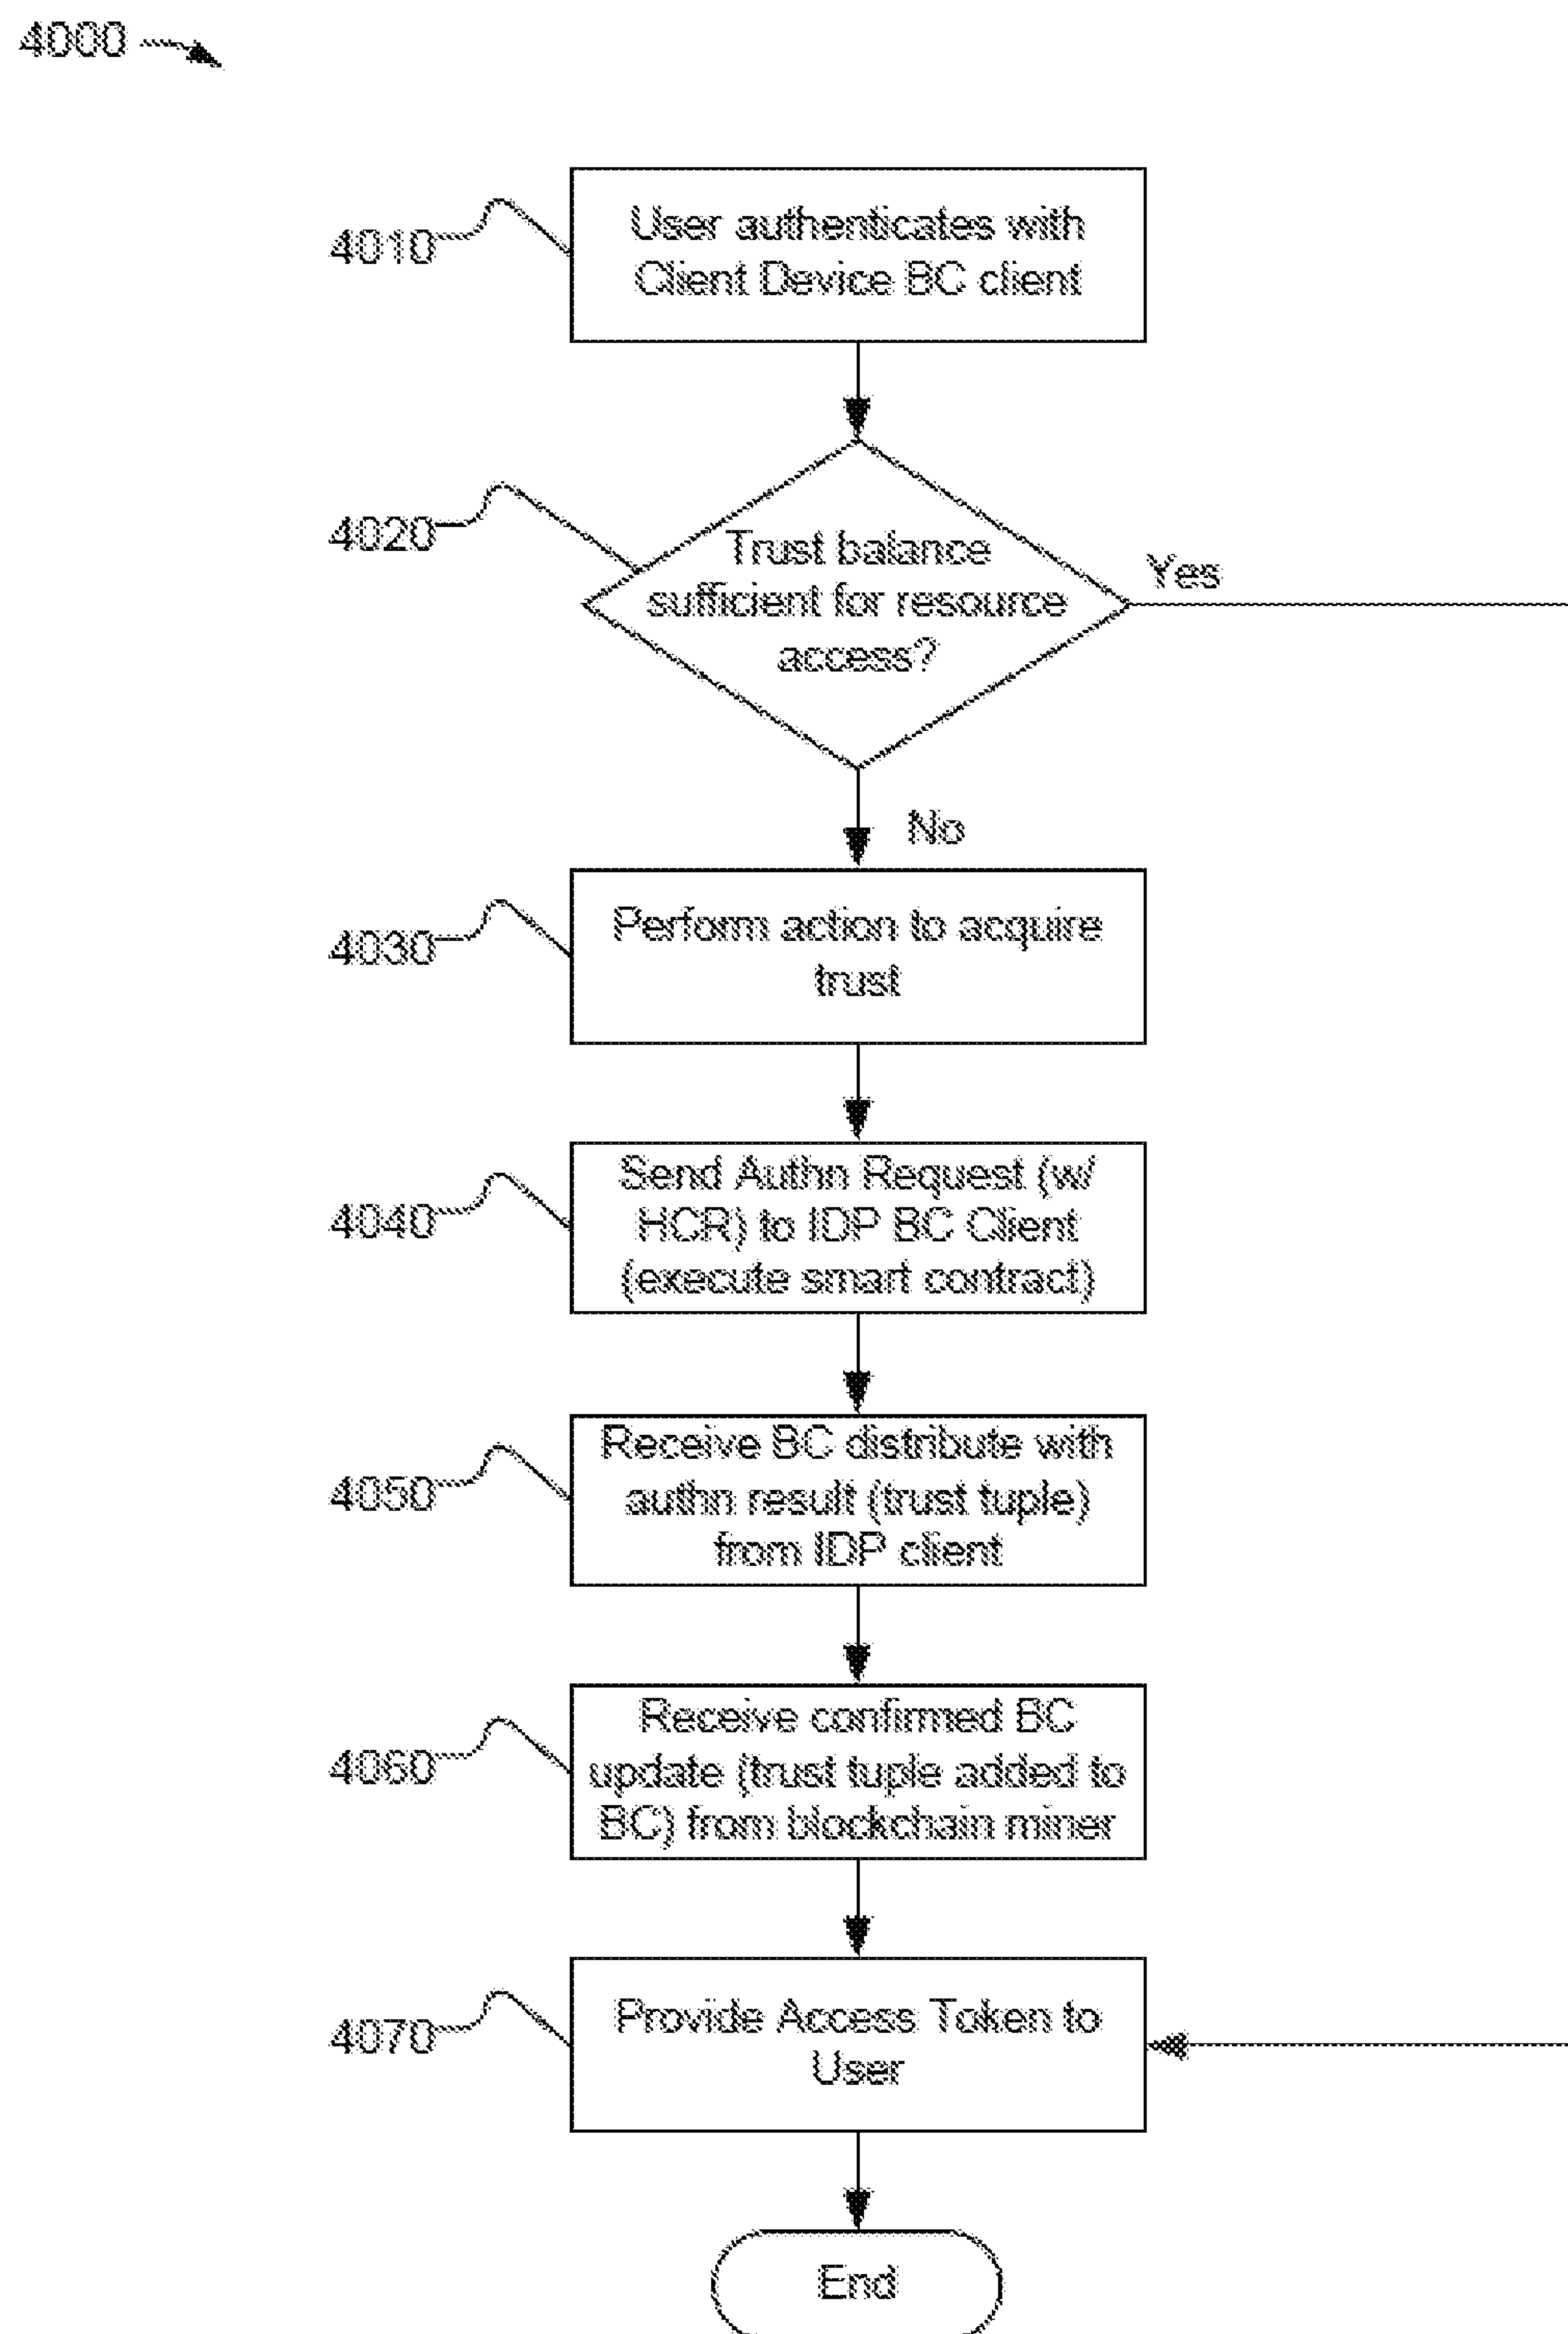 4000
4010
User authenticates with
Client Device BC client
4020
Trust balance
sufficient for resource
access?
Yes
No
4030
Perform action to acquire
trust
4040
Send Authn Request (w/
HCR) to IDP BC Client
(execute smart contract)
4050
Receive BC distribute with
authn result (trust tuple)
from IDP client
4060
Receive confirmed BC
update (trust tuple added to
BC) from blockchain miner
4070
Provide Access Token to
User
End